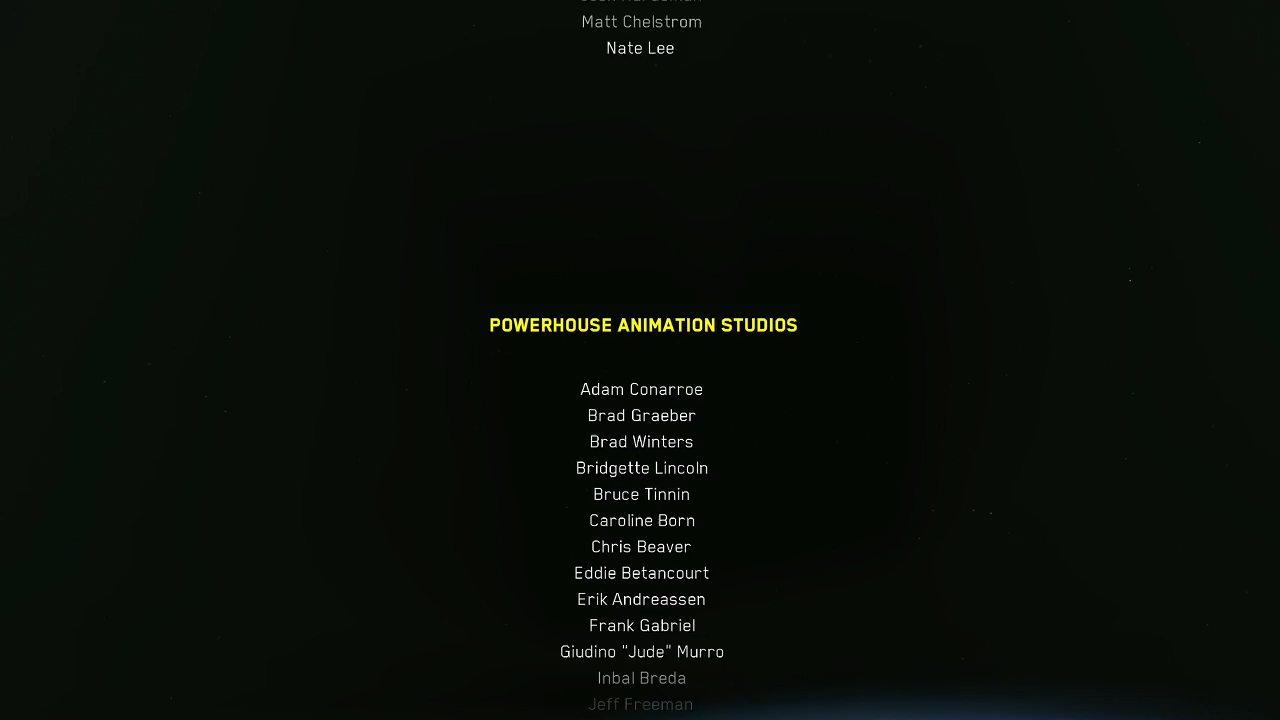 Matt Chelstrom
Nate Lee
POWERHOUSE ANIMATION STUDIOS
Adam Conarroe
Brad Graeber
Brad Winters
Bridgette Lincoln
Bruce Tinnin
Caroline Born
Chris Beaver
Eddie Betancourt
Erik Andreassen
Frank Gabriel
Giudino "Jude" Murro
Inbal Breda
Jeff Freeman